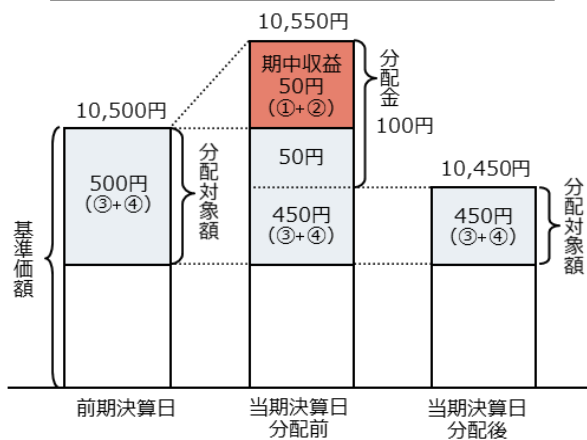 10,550円
期中収益
50円
(①+②)
分配金
100円
10,500円
500円
(③+④)
分配対象額
50円
450円
(③+④)
10,450円
450円
(③+④)
分配対象額
基準価額
前期決算日
当期決算日
分配前
当期決算日
分配後